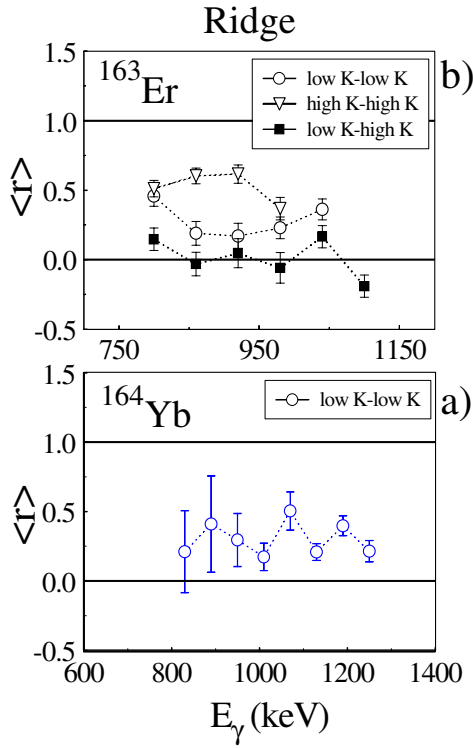 Ridge
b)
¹⁶³Er
low K-low K
high K-high K
low K-high K
<r>
1.5
1.0
0.5
0.0
-0.5
750 950 1150
a)
¹⁶⁴Yb
low K-low K
<r>
1.5
1.0
0.5
0.0
-0.5
600 800 1000 1200 1400
E_γ (keV)